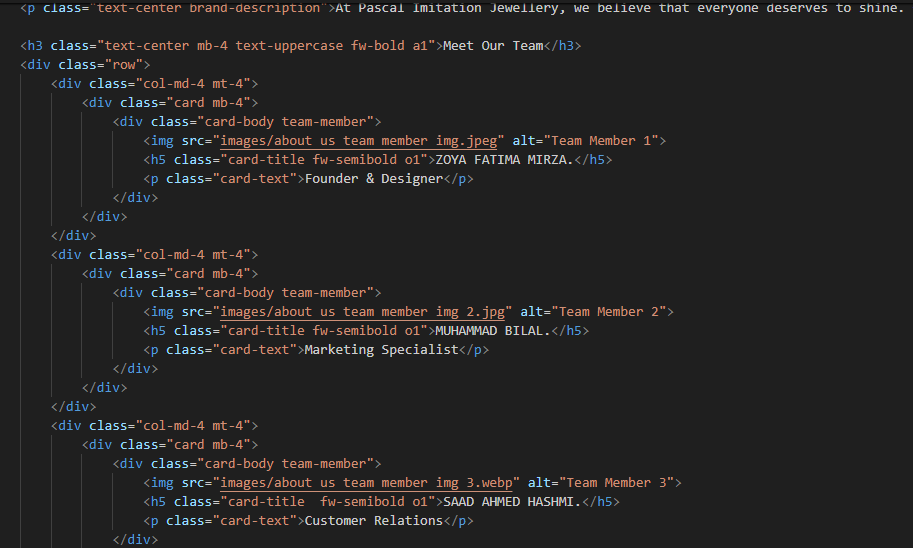 <p class="text-center brand-description">At Pascal Imitation Jewellery, we believe that everyone deserves to shine.
<h3 class="text-center mb-4 text-uppercase fw-bold a1">Meet Our Team</h3>
<div class="row">
<div class="col-md-4 mt-4">
<div class="card mb-4">
<div class="card-body team-member">
<img src="images/about us team member img.jpeg" alt="Team Member 1">
<h5 class="card-title fw-semibold o1">ZOYA FATIMA MIRZA.</h5>
<p class="card-text">Founder & Designer</p>
</div>
</div>
</div>
<div class="col-md-4 mt-4">
<div class="card mb-4">
<div class="card-body team-member">
<img src="images/about us team member img 2.jpg" alt="Team Member 2">
<h5 class="card-title fw-semibold o1">MUHAMMAD BILAL.</h5>
<p class="card-text">Marketing Specialist</p>
</div>
</div>
</div>
<div class="col-md-4 mt-4">
<div class="card mb-4">
<div class="card-body team-member">
<img src="images/about us team member img 3.webp" alt="Team Member 3">
<h5 class="card-title  fw-semibold o1">SAAD AHMED HASHMI.</h5>
<p class="card-text">Customer Relations</p>
</div>